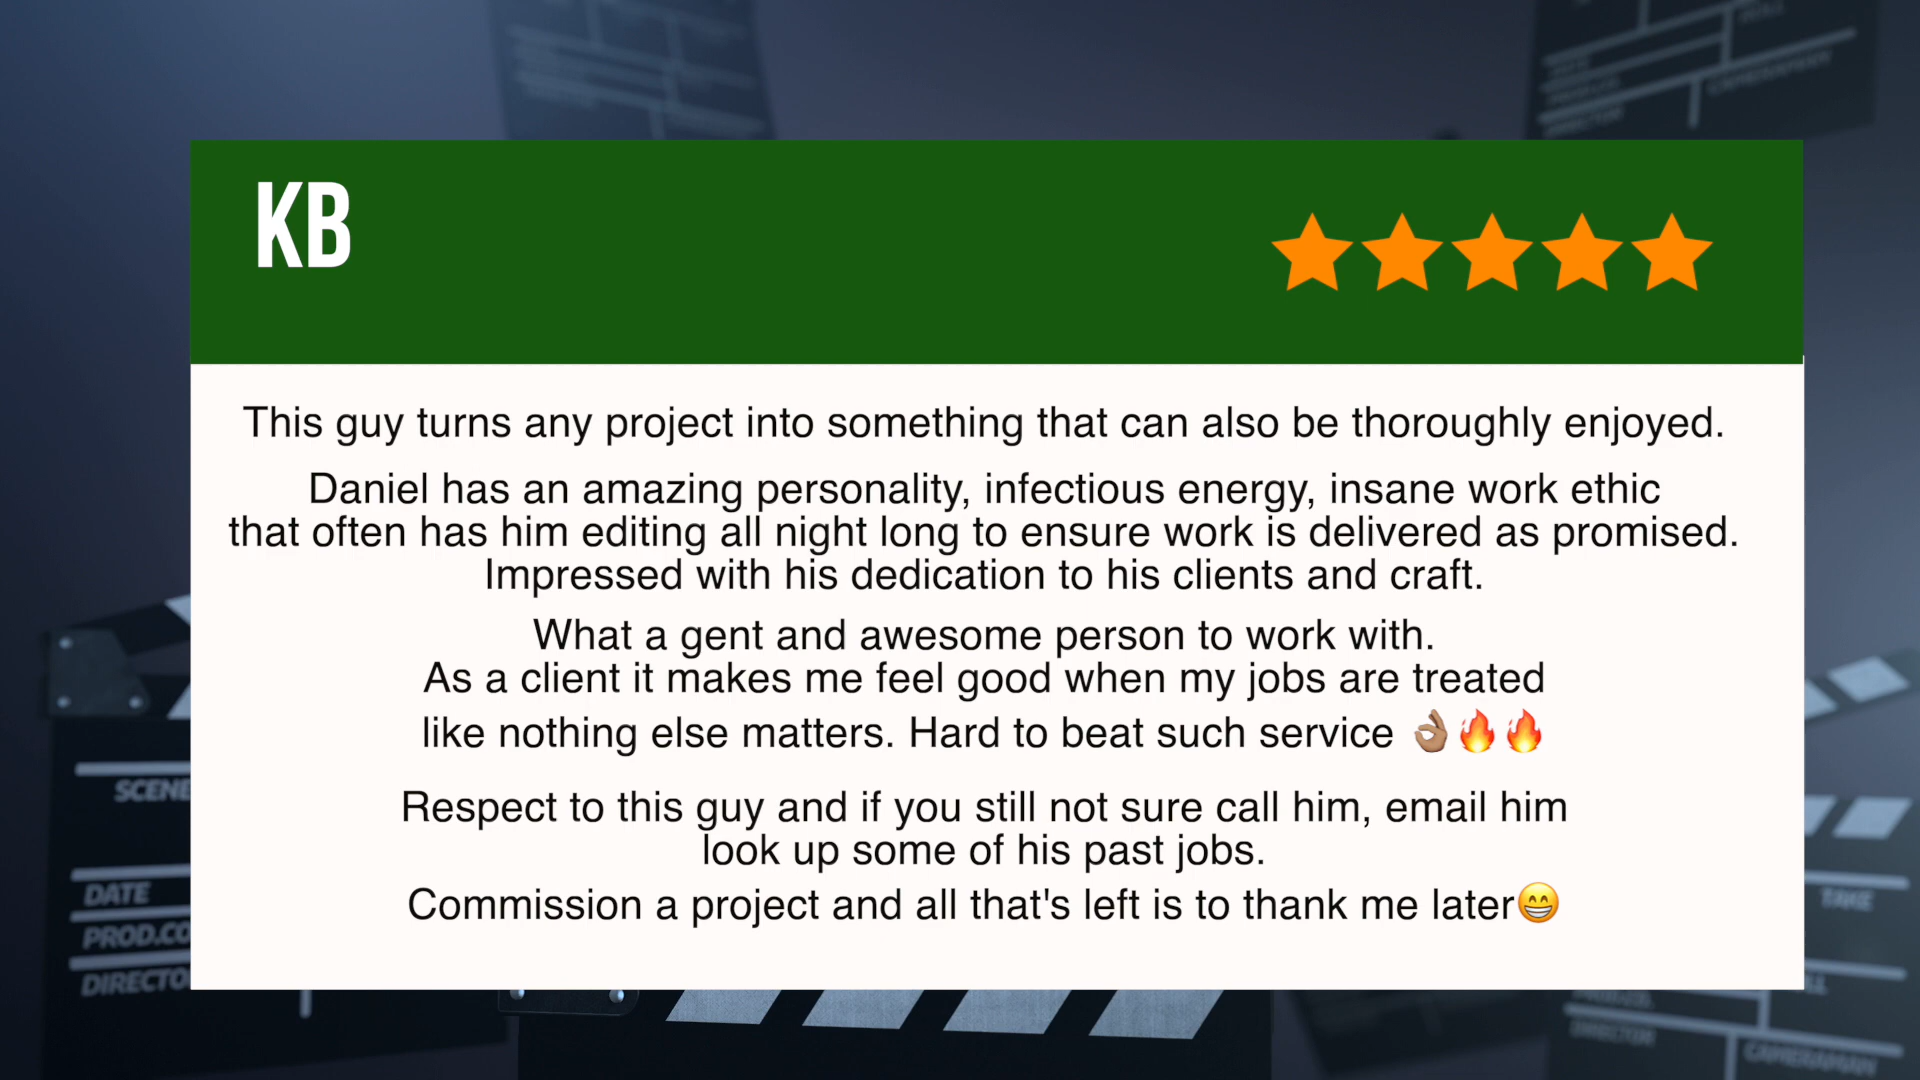 KB
This guy turns any project into something that can also be thoroughly enjoyed.
Daniel has an amazing personality, infectious energy, insane work ethic
that often has him editing all night long to ensure work is delivered as promised.
Impressed with his dedication to his clients and craft.
What a gent and awesome person to work with.
As a client it makes me feel good when my jobs are treated
like nothing else matters. Hard to beat such service 👌🏽🔥🔥
Respect to this guy and if you still not sure call him, email him
look up some of his past jobs.
Commission a project and all that's left is to thank me later😁
SCENE
DATE
PROD.CO
DIRECTO
TAKE
DIRECTOR
CAMERAMAN